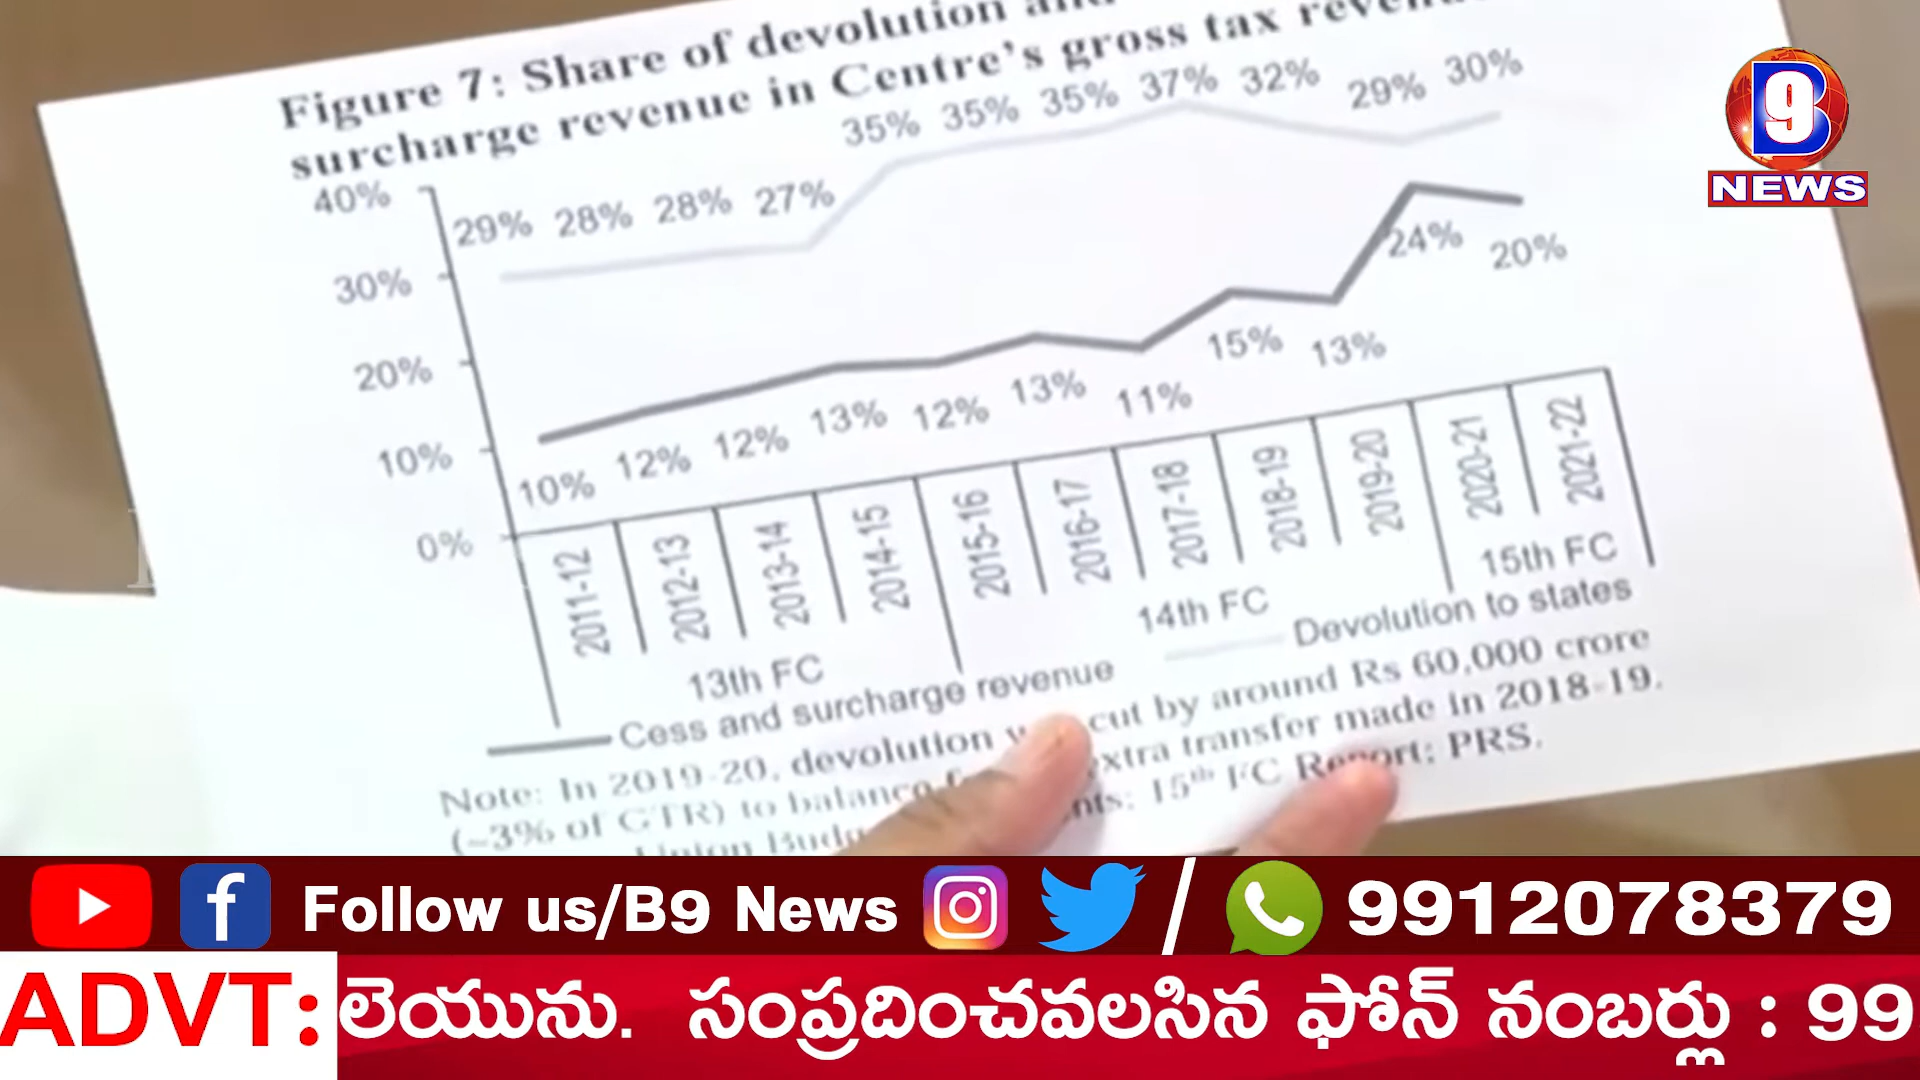 Figure 7: Share of devolution and
surcharge revenue in Centre's gross tax revenue
40%
30%
20%
10%
0%
29% 28% 28% 27% 35% 35% 35% 37% 32% 29% 30%
10% 12% 12% 13% 12% 13% 11% 15% 13% 24% 20%
2011-12 2012-13 2013-14 2014-15 2015-16 2016-17 2017-18 2018-19 2019-20 2020-21 2021-22
13th FC 14th FC 15th FC
Cess and surcharge revenue Devolution to states
Note: In 2019-20, devolution cut by around Rs 60,000 crore
(~3% of GTR) to balance extra transfer made in 2018-19.
Union 15th FC Report; PRS.
B9
NEWS
Follow us/B9 News / 9912078379
ADVT: లెయును. సంప్రదించవలసిన ఫోన్ నంబర్లు : 99